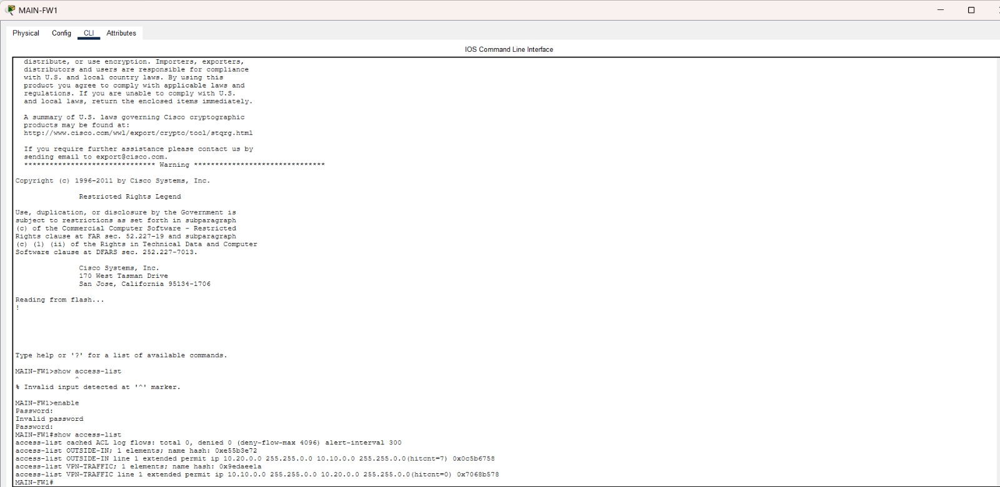 MAIN-FW1
Physical Config CLI Attributes
IOS Command Line Interface
distribute, or use encryption. Importers, exporters,
distributors and users are responsible for compliance
with U.S. and local country laws. By using this
product you agree to comply with applicable laws and
regulations. If you are unable to comply with U.S.
and local laws, return the enclosed items immediately.
A summary of U.S. laws governing Cisco cryptographic
products may be found at:
http://www.cisco.com/wwl/export/crypto/tool/stqrg.html
If you require further assistance please contact us by
sending email to export@cisco.com.
******************************* Warning *******************************
Copyright (c) 1996-2011 by Cisco Systems, Inc.
Restricted Rights Legend
Use, duplication, or disclosure by the Government is
subject to restrictions as set forth in subparagraph
(c) of the Commercial Computer Software - Restricted
Rights clause at FAR sec. 52.227-19 and subparagraph
(c) (1) (ii) of the Rights in Technical Data and Computer
Software clause at DFARS sec. 252.227-7013.
Cisco Systems, Inc.
170 West Tasman Drive
San Jose, California 95134-1706
Reading from flash...
!
Type help or '?' for a list of available commands.
MAIN-FW1>show access-list
^
% Invalid input detected at '^' marker.
MAIN-FW1>enable
Password:
Invalid password
Password:
MAIN-FW1#show access-list
access-list cached ACL log flows: total 0, denied 0 (deny-flow-max 4096) alert-interval 300
access-list OUTSIDE-IN; 1 elements; name hash: 0xe55b3e72
access-list OUTSIDE-IN line 1 extended permit ip 10.20.0.0 255.255.0.0 10.10.0.0 255.255.0.0(hitcnt=7) 0x0c5b6758
access-list VPN-TRAFFIC; 1 elements; name hash: 0x9edaee1a
access-list VPN-TRAFFIC line 1 extended permit ip 10.10.0.0 255.255.0.0 10.20.0.0 255.255.0.0(hitcnt=0) 0x7068b578
MAIN-FW1#